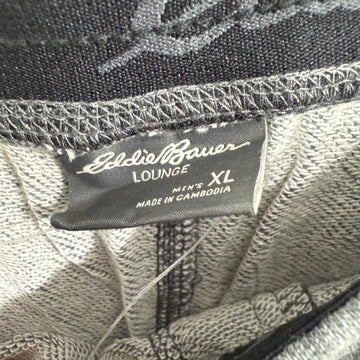 Eddie Bauer
LOUNGE
MEN'S XL
MADE IN CAMBODIA